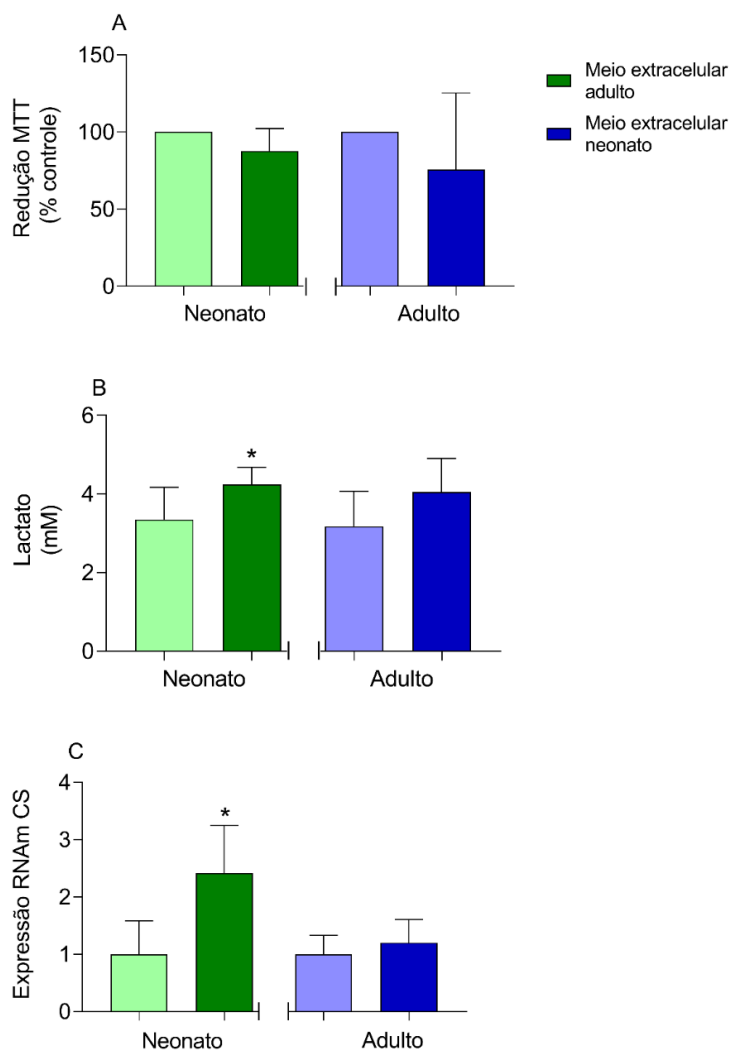 A
Redução MTT
(% controle)
150
100
50
0
Neonato
Adulto
Meio extracelular
adulto
Meio extracelular
neonato
B
Lactato
(mM)
6
4
2
0
*
Neonato
Adulto
C
Expressão RNAm CS
4
3
2
1
0
*
Neonato
Adulto